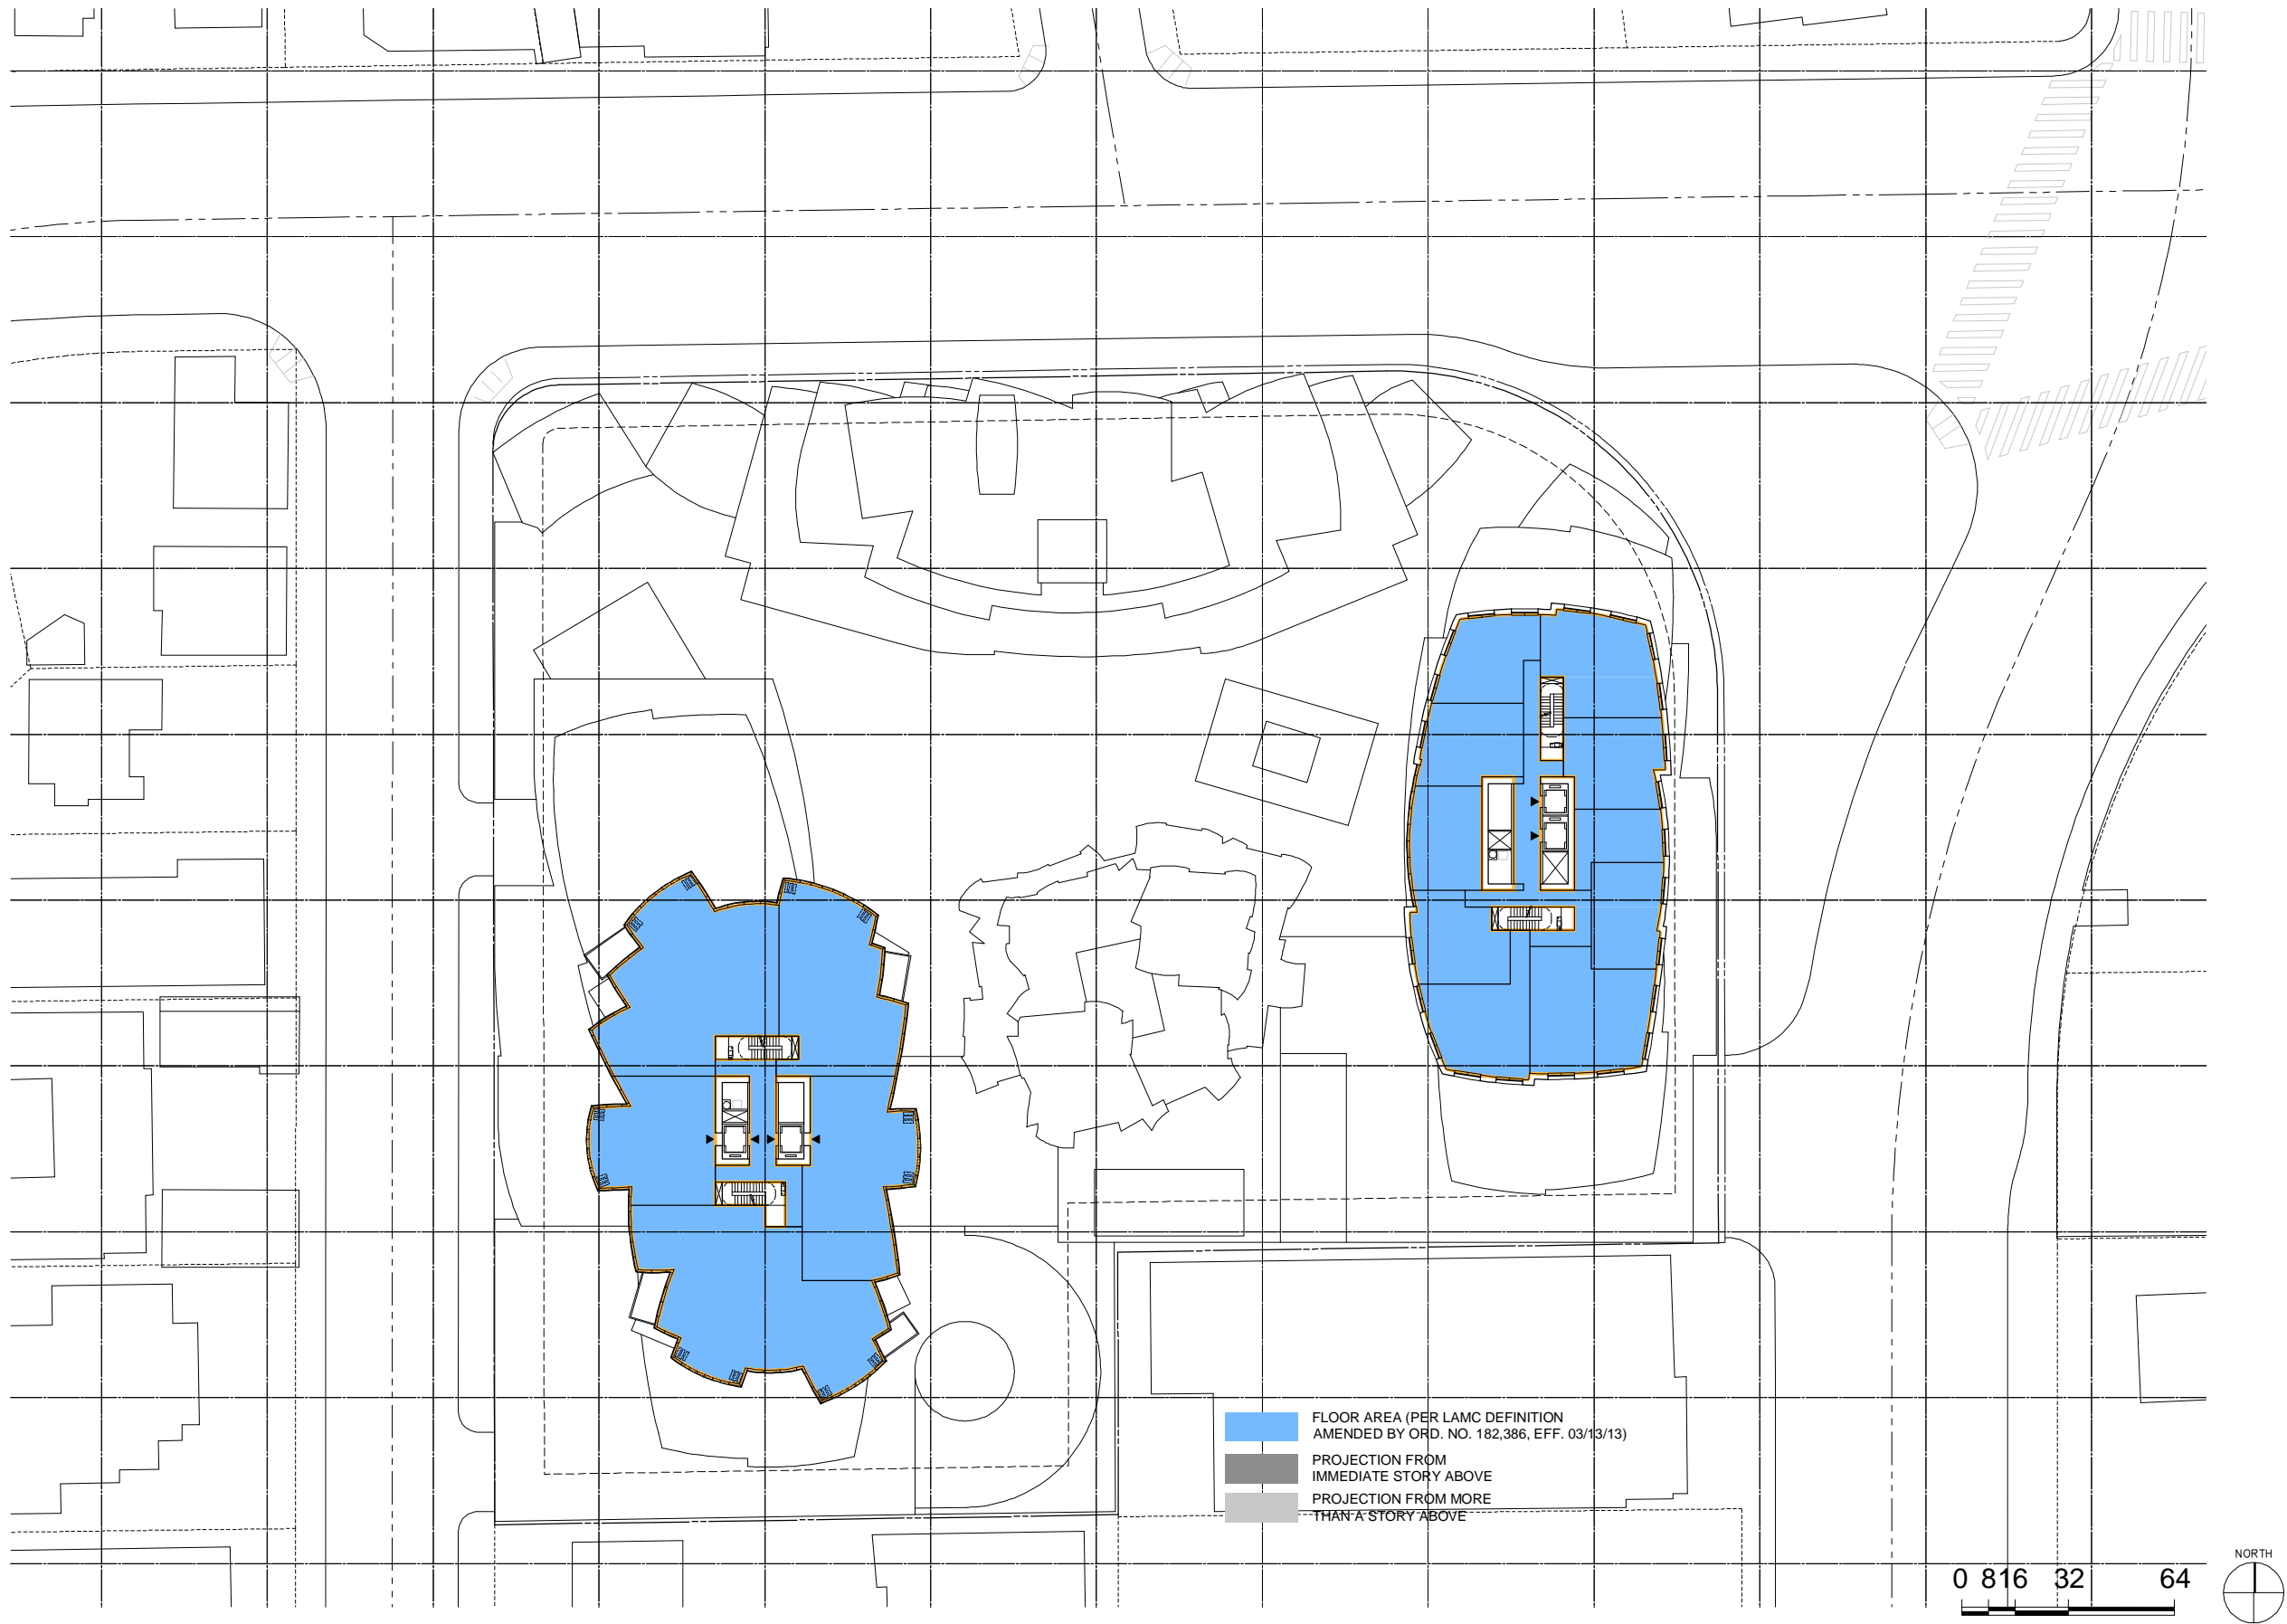 FLOOR AREA (PER LAMC DEFINITION
AMENDED BY ORD. NO. 182,386, EFF. 03/13/13)
PROJECTION FROM
IMMEDIATE STORY ABOVE
PROJECTION FROM MORE
THAN A STORY ABOVE
NORTH
0 8 16 32 64